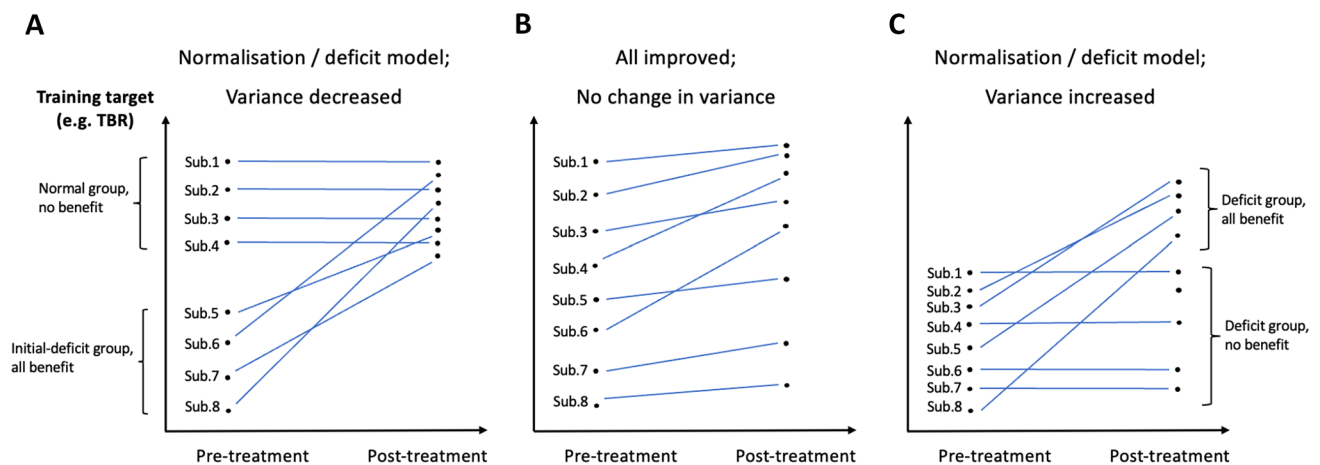 A
Normalisation / deficit model;
Variance decreased
Training target
(e.g. TBR)
Normal group,
no benefit
Initial-deficit group,
all benefit
Sub.1
Sub.2
Sub.3
Sub.4
Sub.5
Sub.6
Sub.7
Sub.8
Pre-treatment
Post-treatment
B
All improved;
No change in variance
Sub.1
Sub.2
Sub.3
Sub.4
Sub.5
Sub.6
Sub.7
Sub.8
Pre-treatment
Post-treatment
C
Normalisation / deficit model;
Variance increased
Sub.1
Sub.2
Sub.3
Sub.4
Sub.5
Sub.6
Sub.7
Sub.8
Deficit group,
all benefit
Deficit group,
no benefit
Pre-treatment
Post-treatment